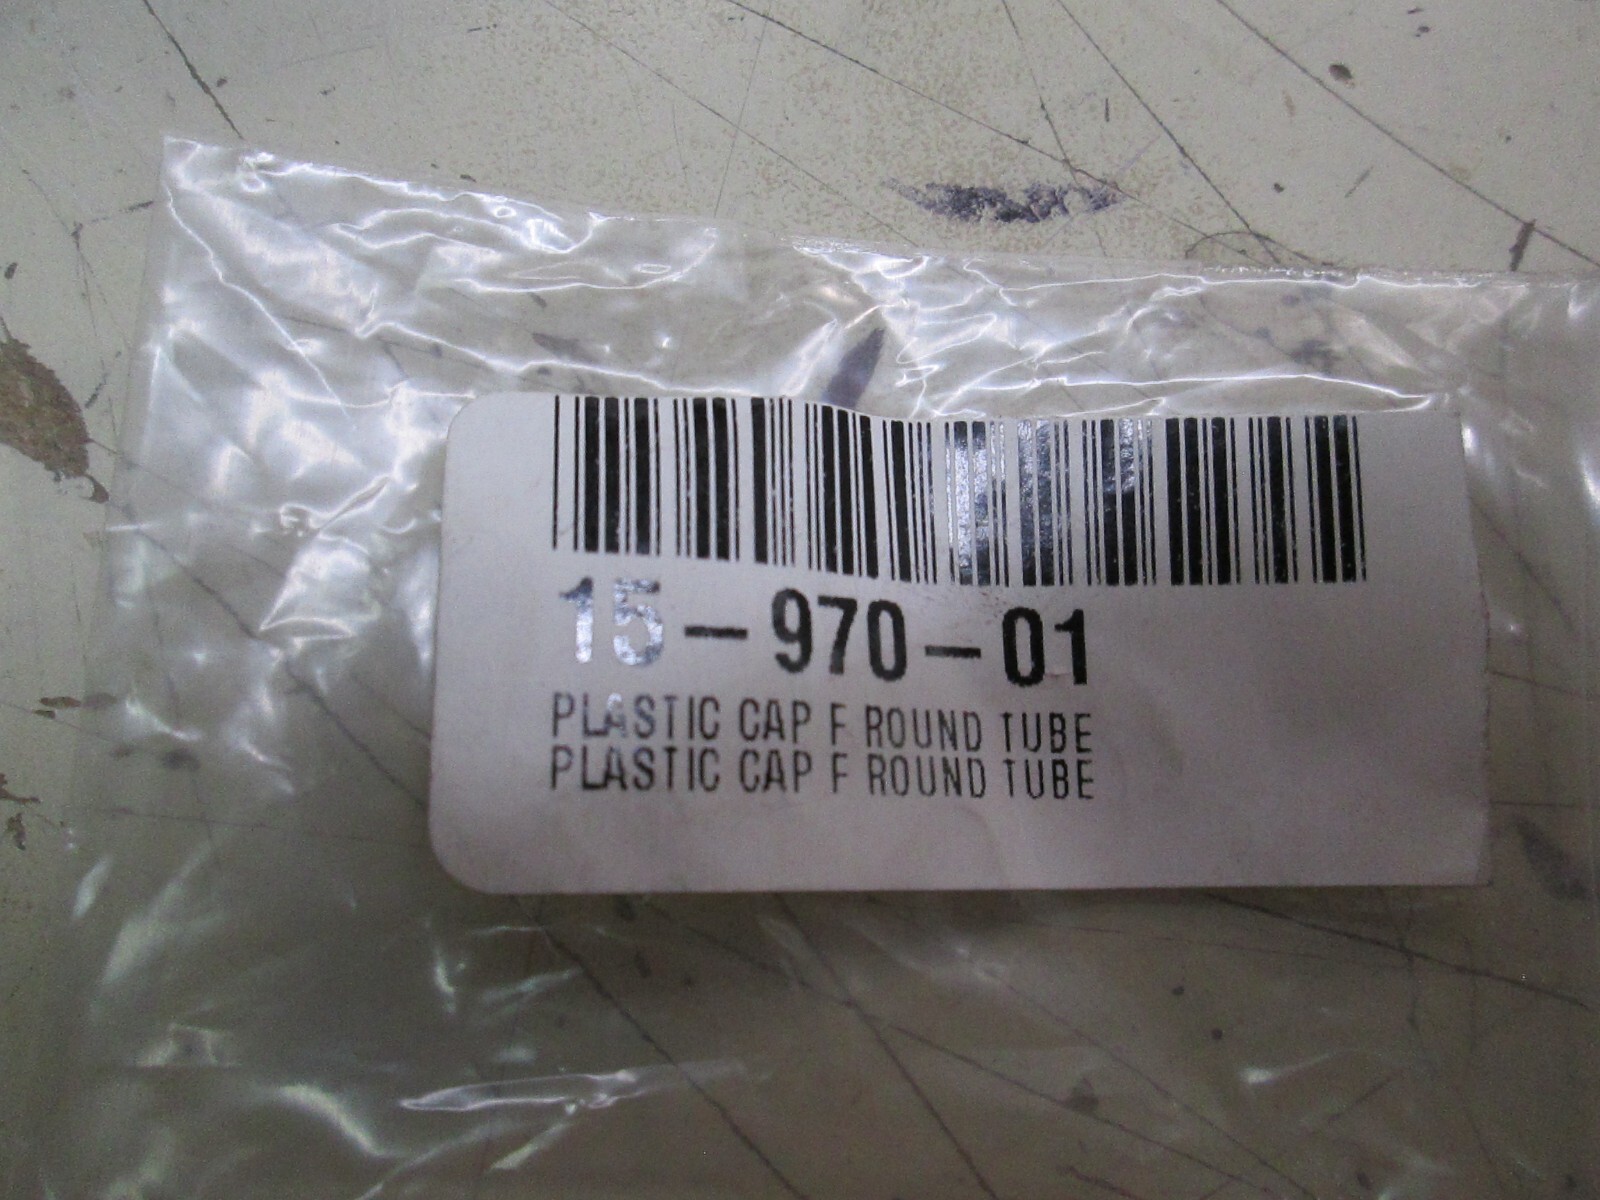 15-970-01
PLASTIC CAP F ROUND TUBE
PLASTIC CAP F ROUND TUBE